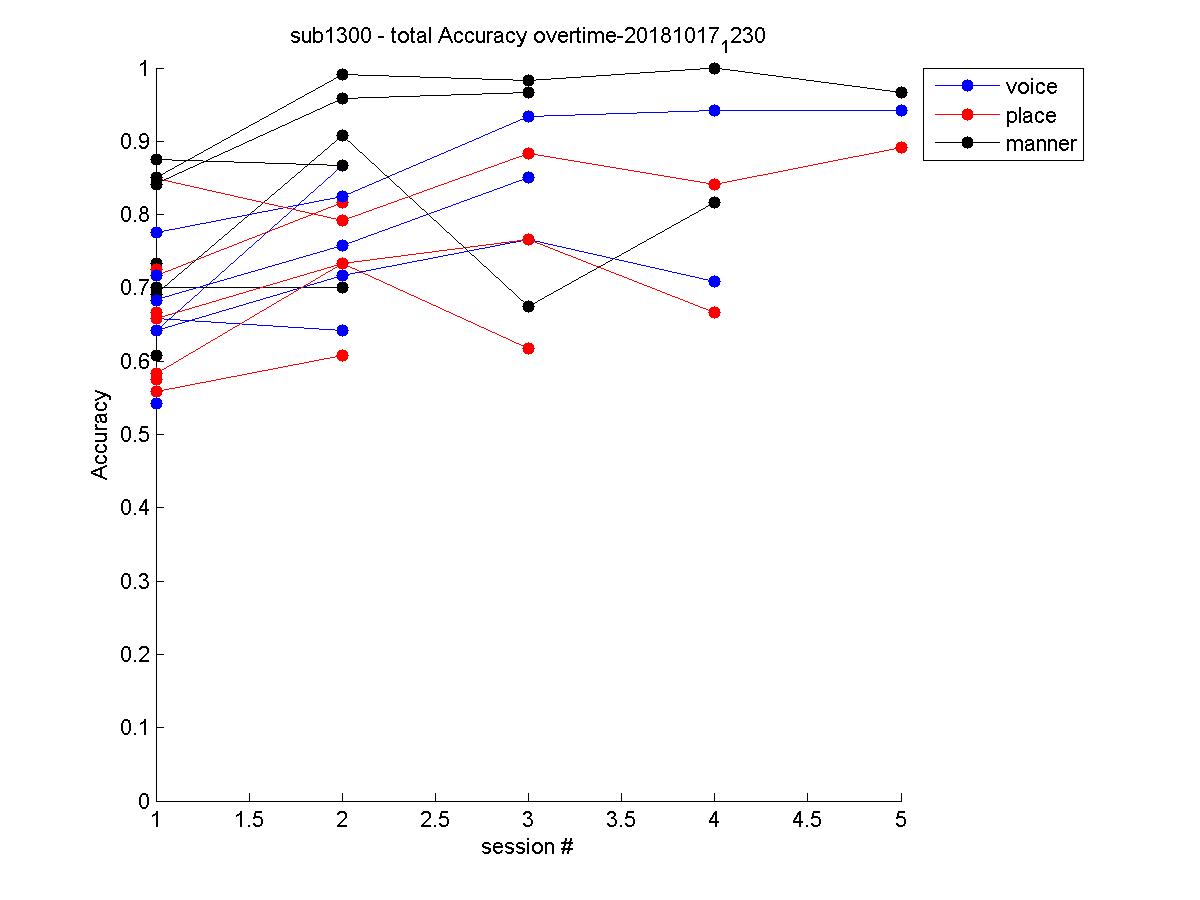 sub1300 - total Accuracy overtime-20181017₁230
voice
place
manner
1
0.9
0.8
0.7
0.6
0.5
0.4
0.3
0.2
0.1
0
Accuracy
1 1.5 2 2.5 3 3.5 4 4.5 5
session #